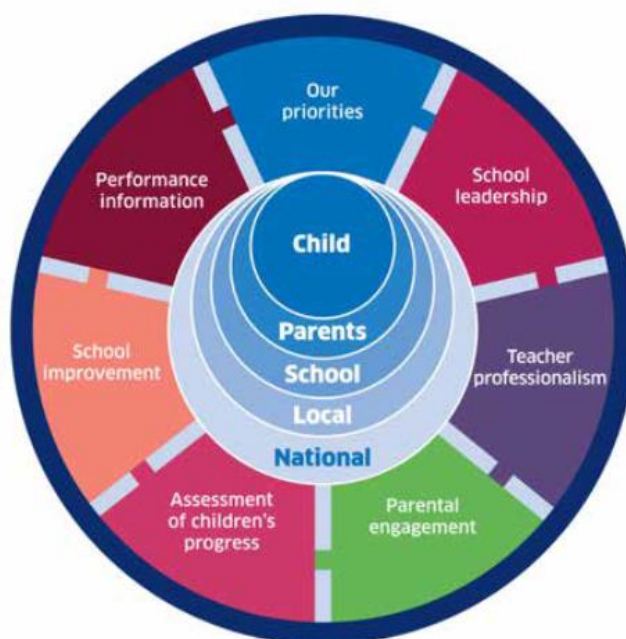 Our
priorities
School
leadership
Teacher
professionalism
Parental
engagement
Assessment
of children's
progress
School
improvement
Performance
information
Child
Parents
School
Local
National